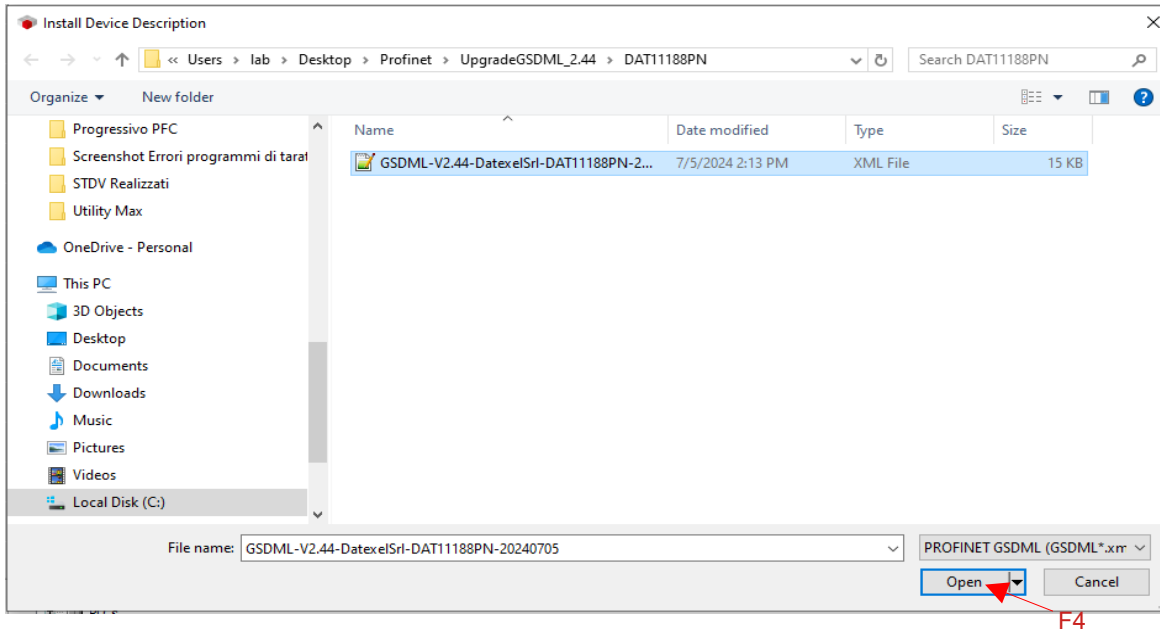 Install Device Description
« Users › lab › Desktop › Profinet › UpgradeGSDML_2.44 › DAT11188PN
Search DAT11188PN
Organize
New folder
Name
Date modified
Type
Size
Progressivo PFC
Screenshot Errori programmi di tarat
STDV Realizzati
Utility Max
OneDrive - Personal
This PC
3D Objects
Desktop
Documents
Downloads
Music
Pictures
Videos
Local Disk (C:)
GSDML-V2.44-DatexelSrl-DAT11188PN-2... 7/5/2024 2:13 PM XML File 15 KB
File name: GSDML-V2.44-DatexelSrl-DAT11188PN-20240705
PROFINET GSDML (GSDML*.xm
Open
Cancel
F4